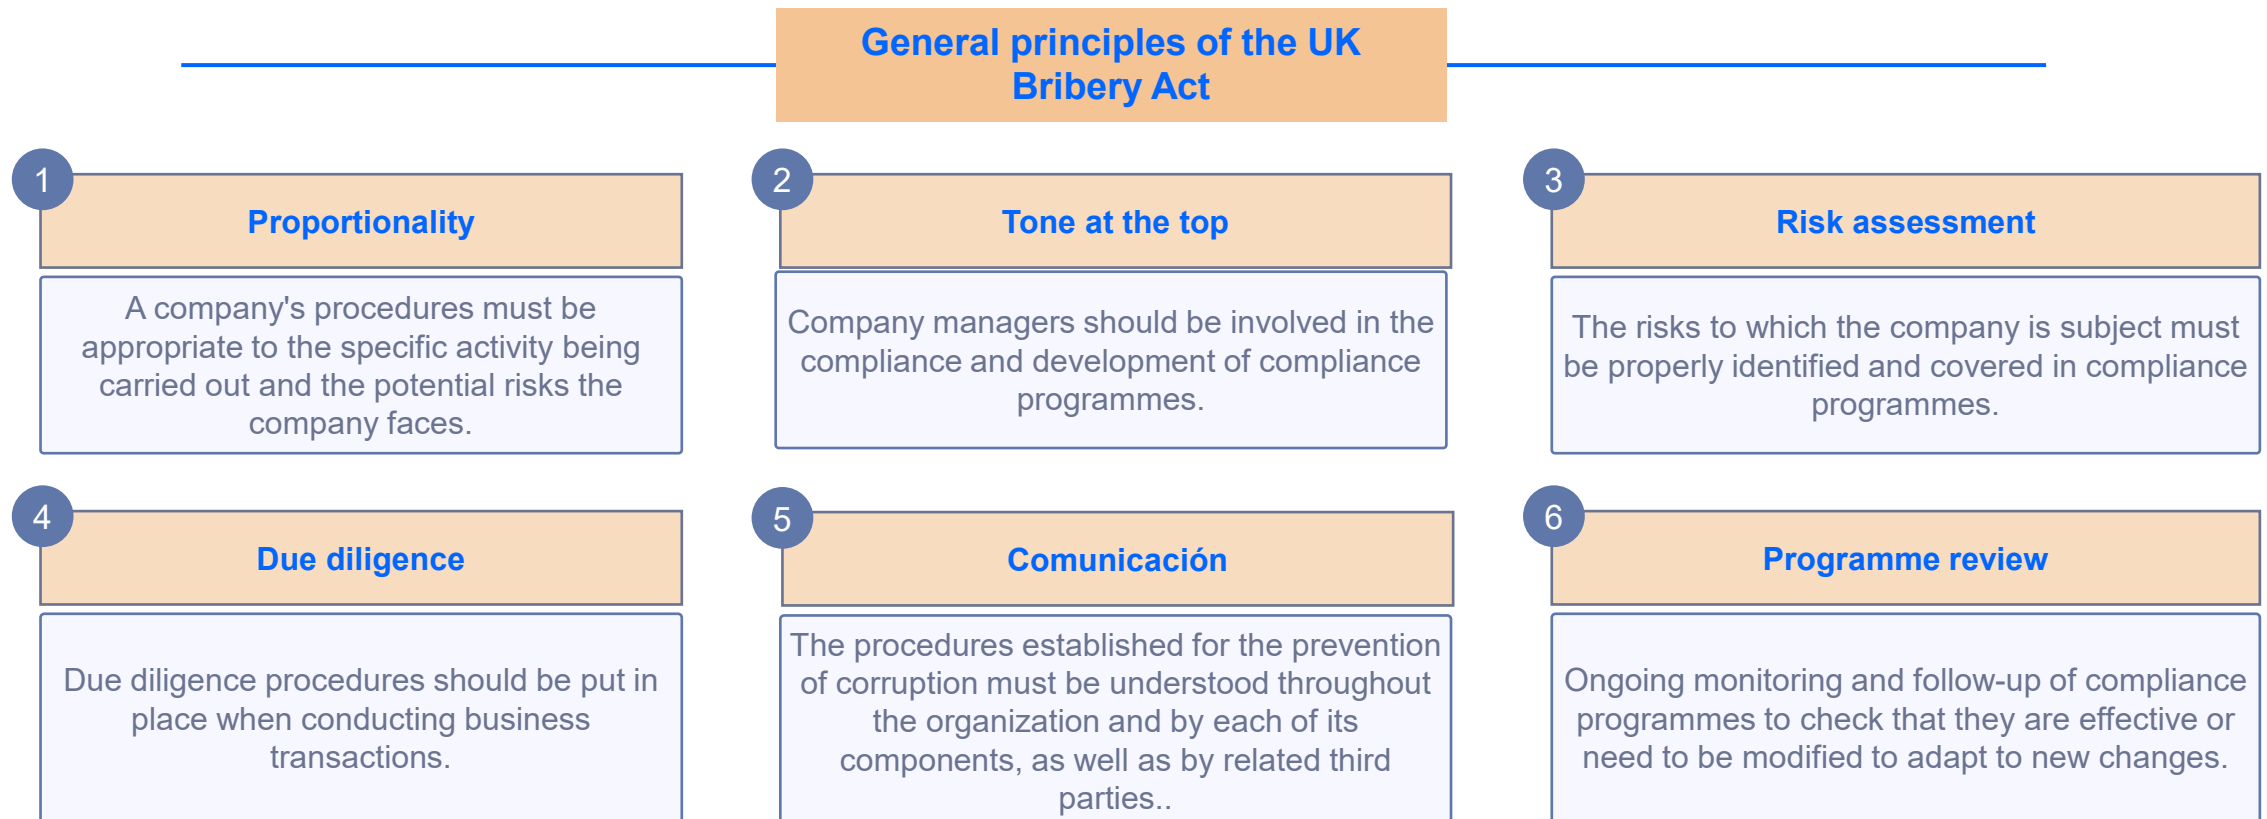 General principles of the UK
Bribery Act
1
Proportionality
A company's procedures must be
appropriate to the specific activity being
carried out and the potential risks the
company faces.
2
Tone at the top
Company managers should be involved in the
compliance and development of compliance
programmes.
3
Risk assessment
The risks to which the company is subject must
be properly identified and covered in compliance
programmes.
4
Due diligence
Due diligence procedures should be put in
place when conducting business
transactions.
5
Comunicación
The procedures established for the prevention
of corruption must be understood throughout
the organization and by each of its
components, as well as by related third
parties..
6
Programme review
Ongoing monitoring and follow-up of compliance
programmes to check that they are effective or
need to be modified to adapt to new changes.